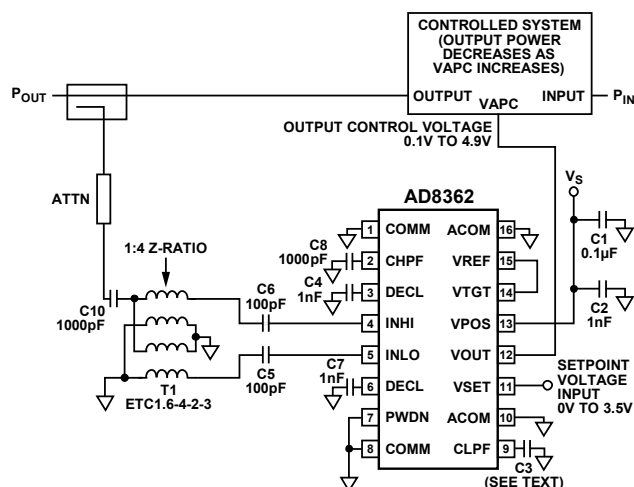 CONTROLLED SYSTEM
(OUTPUT POWER
DECREASES AS
VAPC INCREASES)
P_OUT
OUTPUT
INPUT
P_IN
VAPC
OUTPUT CONTROL VOLTAGE
0.1V TO 4.9V
V_S
ATTN
AD8362
1:4 Z-RATIO
C10
1000pF
T1
ETC1.6-4-2-3
C6
100pF
C5
100pF
C8
1000pF
C4
1nF
C7
1nF
1 COMM
2 CHPF
3 DECL
4 INHI
5 INLO
6 DECL
7 PWDN
8 COMM
ACOM 16
VREF 15
VTGT 14
VPOS 13
VOUT 12
VSET 11
ACOM 10
CLPF 9
C1
0.1µF
C2
1nF
SETPOINT
VOLTAGE
INPUT
0V TO 3.5V
C3
(SEE TEXT)